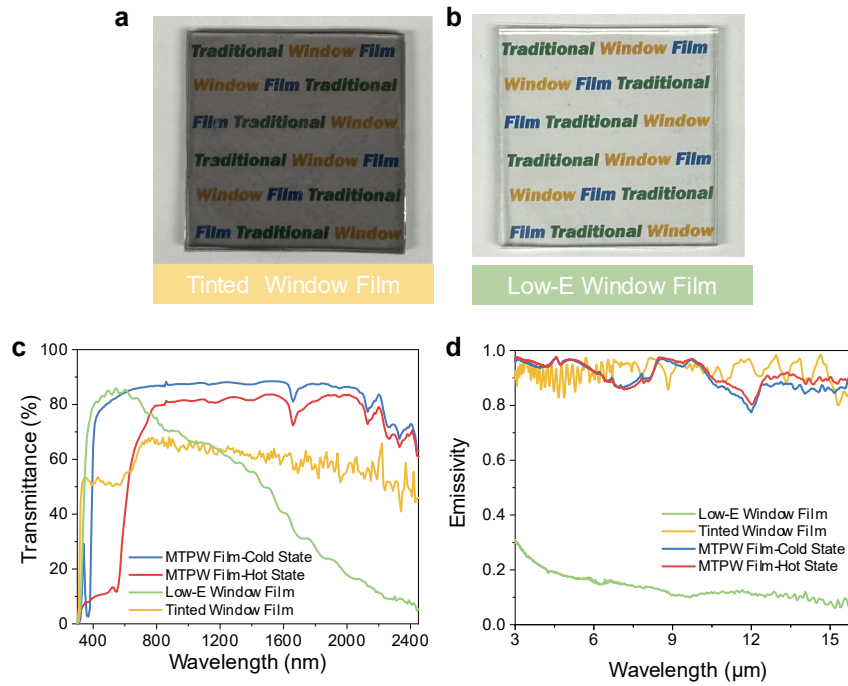 a
Traditional Window Film
Window Film Traditional
Film Traditional Window
Traditional Window Film
Window Film Traditional
Film Traditional Window
Tinted Window Film
b
Traditional Window Film
Window Film Traditional
Film Traditional Window
Traditional Window Film
Window Film Traditional
Film Traditional Window
Low-E Window Film
c
100
80
60
40
20
0
Transmittance (%)
MTPW Film-Cold State
MTPW Film-Hot State
Low-E Window Film
Tinted Window Film
400 800 1200 1600 2000 2400
Wavelength (nm)
d
1.0
0.8
0.6
0.4
0.2
0.0
Emissivity
Low-E Window Film
Tinted Window Film
MTPW Film-Cold State
MTPW Film-Hot State
3 6 9 12 15
Wavelength (µm)